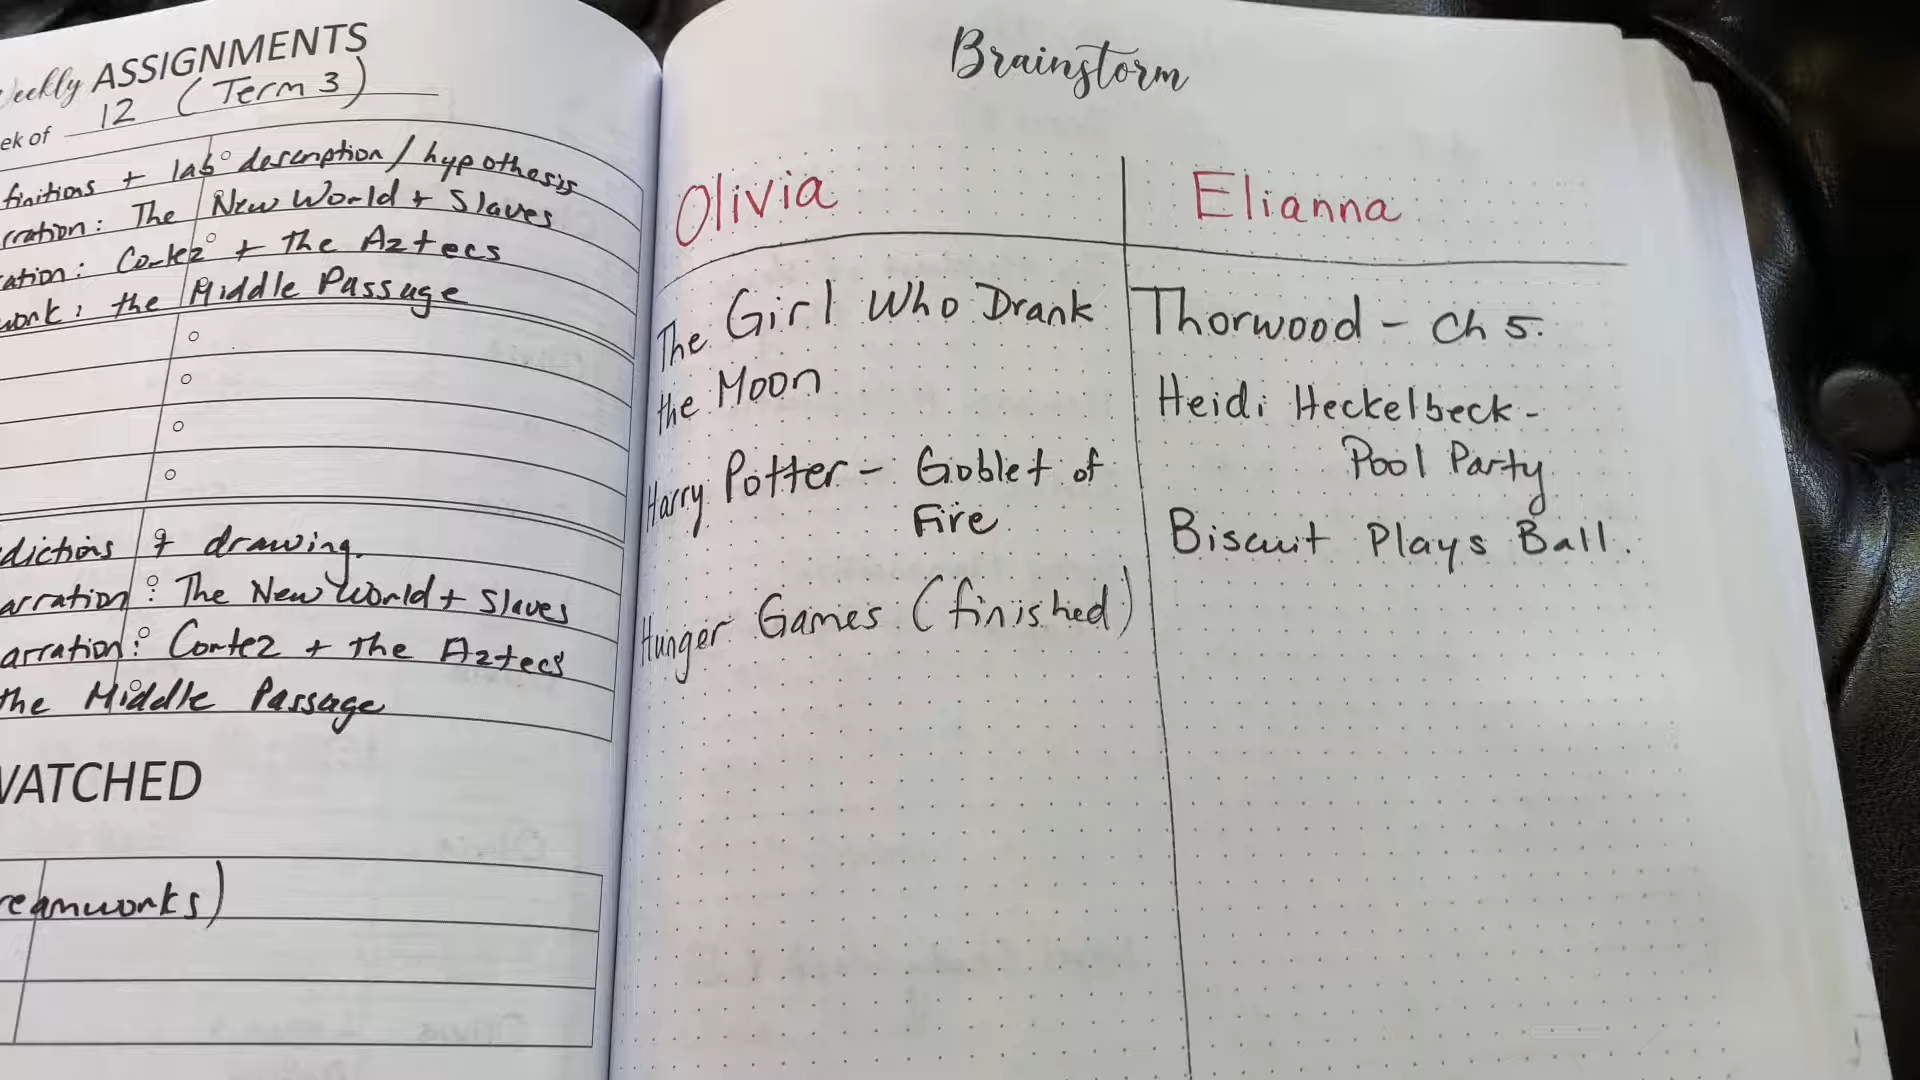 Weekly ASSIGNMENTS
ek of 12 (Term 3)
finitions + lab description / hypothesis
rration: The New World + Slaves
ation: Cortez + the Aztecs
work: the Middle Passage
dictions & drawing.
arration: The New World + Slaves
arration: Cortez + the Aztecs
the Middle Passage
WATCHED
reamworks)
Brainstorm
Olivia
The Girl Who Drank
the Moon
Harry Potter - Goblet of
Fire
Hunger Games (finished)
Elianna
Thorwood - Ch 5.
Heidi Heckelbeck -
Pool Party
Biscuit Plays Ball.